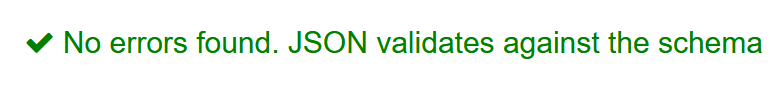 No errors found. JSON validates against the schema